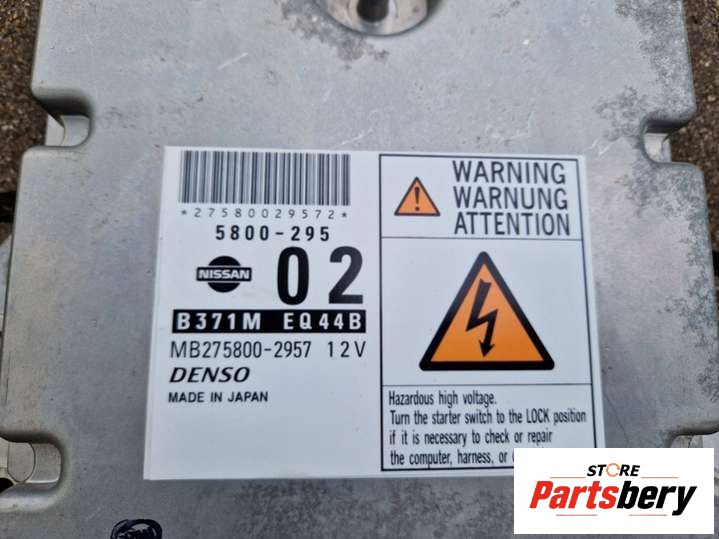 *27580029572*
5800-295
NISSAN
02
B371M EQ44B
MB275800-2957 12V
DENSO
MADE IN JAPAN
WARNING
WARNUNG
ATTENTION
Hazardous high voltage.
Turn the starter switch to the LOCK position
if it is necessary to check or repair
the computer, harness, or
STORE
Partsbery